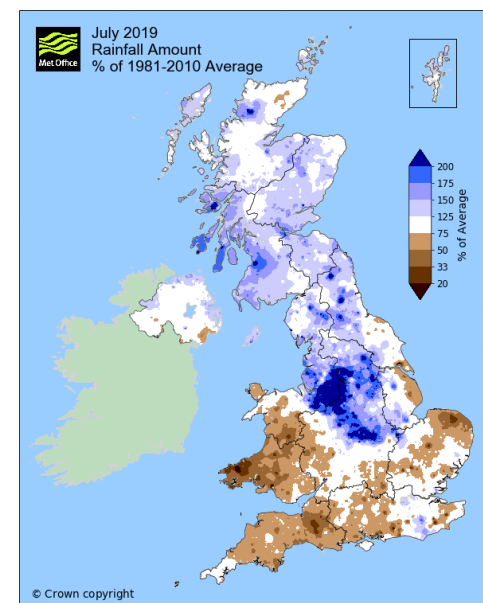 July 2019
Rainfall Amount
% of 1981-2010 Average
Met Office
200
175
150
125
75
50
33
20
% of Average
© Crown copyright